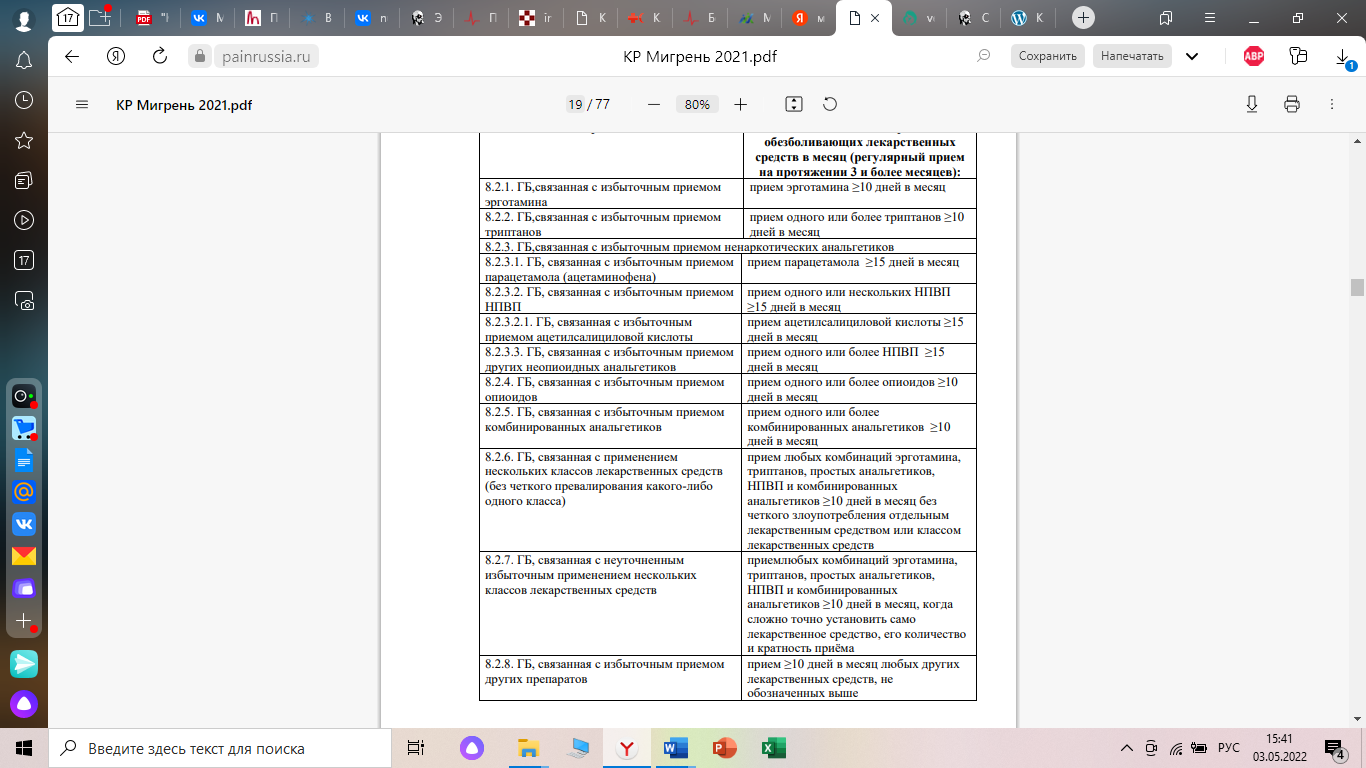 17
"Н
М
П
В
п
Э
П
ir
К
К
Б
М
м
ve
С
К
painrussia.ru
КР Мигрень 2021.pdf
Сохранить
Напечатать
ABP
1
КР Мигрень 2021.pdf
19 / 77
80%
обезболивающих лекарственных
средств в месяц (регулярный прием
на протяжении 3 и более месяцев):
8.2.1. ГБ,связанная с избыточным приемом
эрготамина
прием эрготамина ≥10 дней в месяц
8.2.2. ГБ,связанная с избыточным приемом
триптанов
прием одного или более триптанов ≥10
дней в месяц
8.2.3. ГБ,связанная с избыточным приемом ненаркотических анальгетиков
8.2.3.1. ГБ, связанная с избыточным приемом
парацетамола (ацетаминофена)
прием парацетамола ≥15 дней в месяц
8.2.3.2. ГБ, связанная с избыточным приемом
НПВП
прием одного или нескольких НПВП
≥15 дней в месяц
8.2.3.2.1. ГБ, связанная с избыточным
приемом ацетилсалициловой кислоты
прием ацетилсалициловой кислоты ≥15
дней в месяц
8.2.3.3. ГБ, связанная с избыточным приемом
других неопиоидных анальгетиков
прием одного или более НПВП ≥15
дней в месяц
8.2.4. ГБ, связанная с избыточным приемом
опиоидов
прием одного или более опиоидов ≥10
дней в месяц
8.2.5. ГБ, связанная с избыточным приемом
комбинированных анальгетиков
прием одного или более
комбинированных анальгетиков ≥10
дней в месяц
8.2.6. ГБ, связанная с применением
нескольких классов лекарственных средств
(без четкого превалирования какого-либо
одного класса)
прием любых комбинаций эрготамина,
триптанов, простых анальгетиков,
НПВП и комбинированных
анальгетиков ≥10 дней в месяц без
четкого злоупотребления отдельным
лекарственным средством или классом
лекарственных средств
8.2.7. ГБ, связанная с неуточненным
избыточным применением нескольких
классов лекарственных средств
приемлюбых комбинаций эрготамина,
триптанов, простых анальгетиков,
НПВП и комбинированных
анальгетиков ≥10 дней в месяц, когда
сложно точно установить само
лекарственное средство, его количество
и кратность приёма
8.2.8. ГБ, связанная с избыточным приемом
других препаратов
прием ≥10 дней в месяц любых других
лекарственных средств, не
обозначенных выше
17
Введите здесь текст для поиска
РУС
15:41
03.05.2022
4